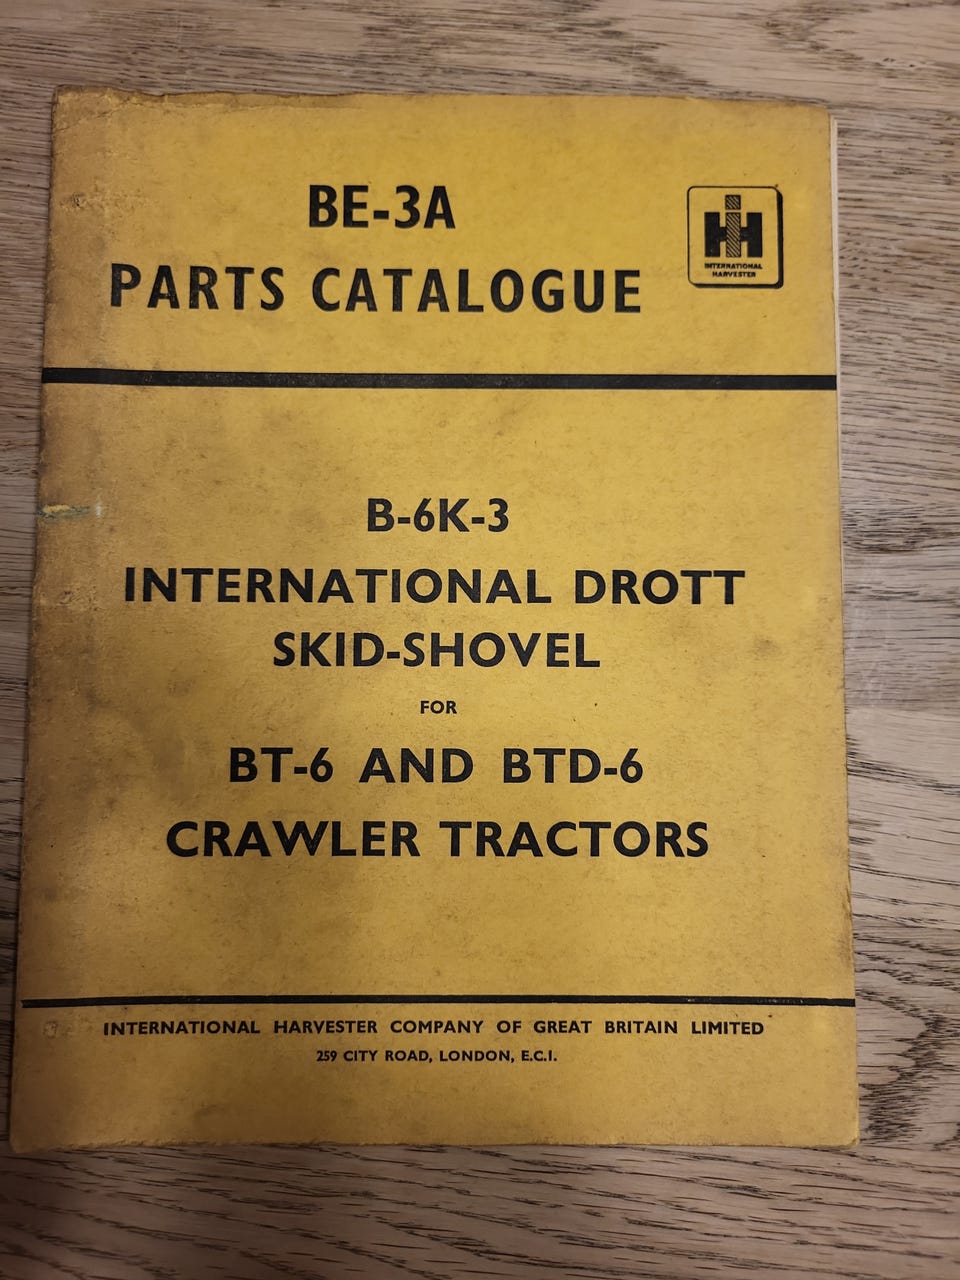 BE-3A
PARTS CATALOGUE
IH
INTERNATIONAL
HARVESTER
B-6K-3
INTERNATIONAL DROTT
SKID-SHOVEL
FOR
BT-6 AND BTD-6
CRAWLER TRACTORS
INTERNATIONAL HARVESTER COMPANY OF GREAT BRITAIN LIMITED
259 CITY ROAD, LONDON, E.C.I.